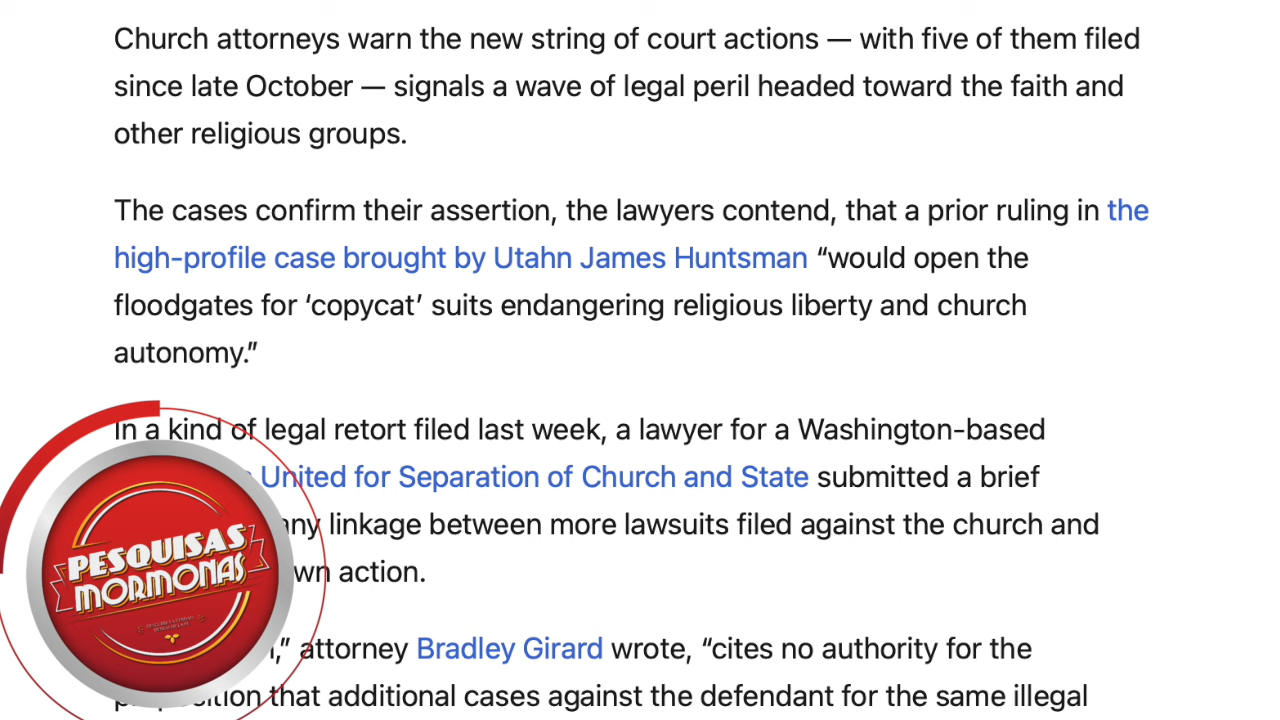 Church attorneys warn the new string of court actions — with five of them filed
since late October — signals a wave of legal peril headed toward the faith and
other religious groups.
The cases confirm their assertion, the lawyers contend, that a prior ruling in the
high-profile case brought by Utahn James Huntsman “would open the
floodgates for ‘copycat’ suits endangering religious liberty and church
autonomy.”
In a kind of legal retort filed last week, a lawyer for a Washington-based
United for Separation of Church and State submitted a brief
any linkage between more lawsuits filed against the church and
wn action.
,” attorney Bradley Girard wrote, “cites no authority for the
that additional cases against the defendant for the same illegal
PESQUISAS
MORMONAS